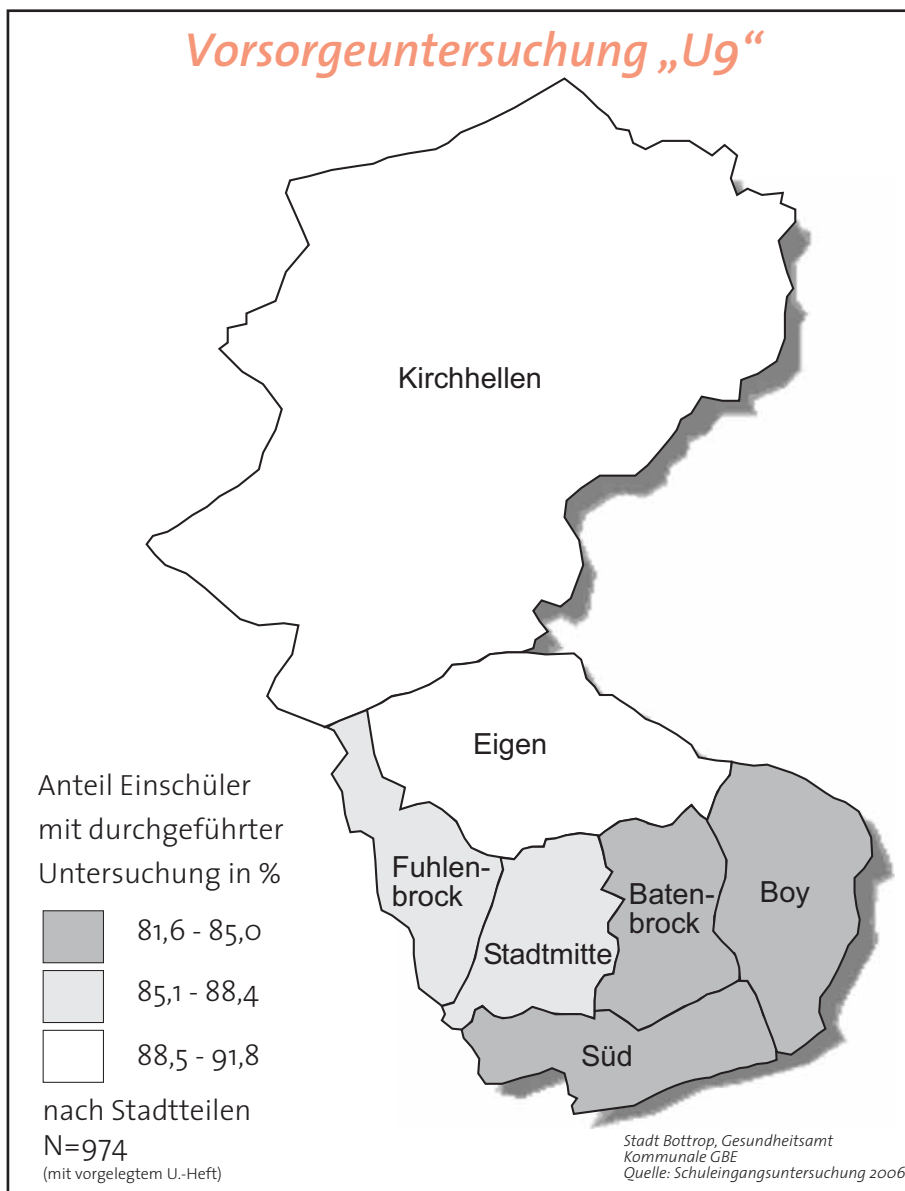 Vorsorgeuntersuchung „U9“
Kirchhellen
Eigen
Fuhlen-
brock
Stadtmitte
Baten-
brock
Boy
Süd
Anteil Einschüler
mit durchgeführter
Untersuchung in %
81,6 - 85,0
85,1 - 88,4
88,5 - 91,8
nach Stadtteilen
N=974
(mit vorgelegtem U.-Heft)
Stadt Bottrop, Gesundheitsamt
Kommunale GBE
Quelle: Schuleingangsuntersuchung 2006